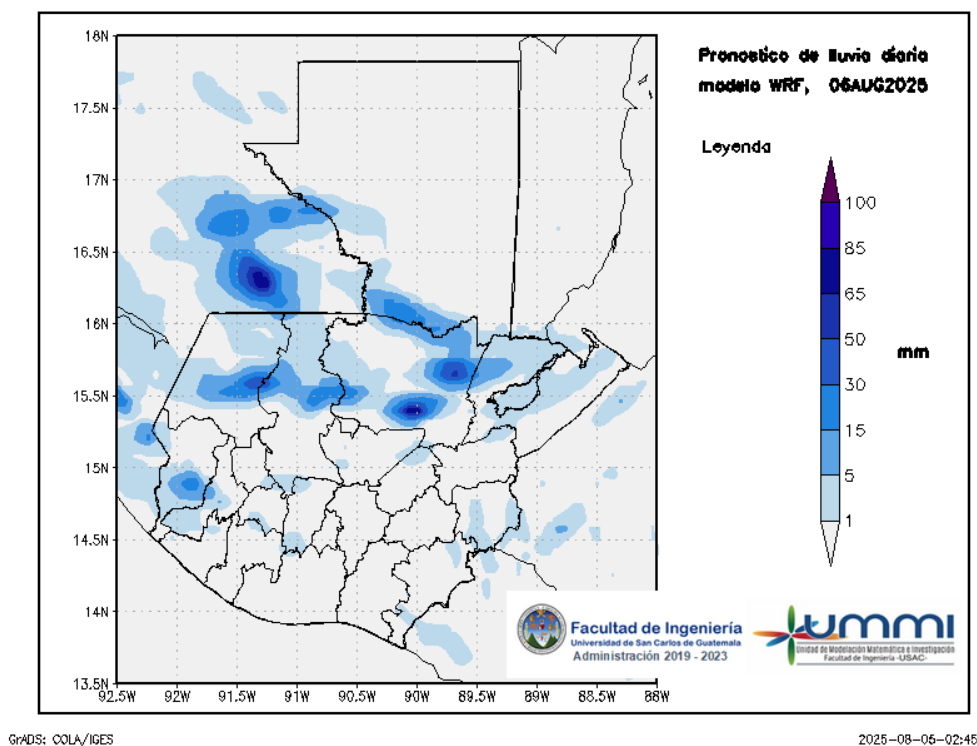 Pronostico de lluvia diaria
modelo WRF, 06AUG2025
Leyenda
100
85
65
50
30
15
5
1
mm
18N
17.5N
17N
16.5N
16N
15.5N
15N
14.5N
14N
13.5N
92.5W 92W 91.5W 91W 90.5W 90W 89.5W 89W 88.5W 88W
Facultad de Ingeniería
Universidad de San Carlos de Guatemala
Administración 2019 - 2023
ummi
Unidad de Modelación Matemática e Investigación
Facultad de Ingeniería -USAC-
GrADS: COLA/IGES
2025-08-06-02:45